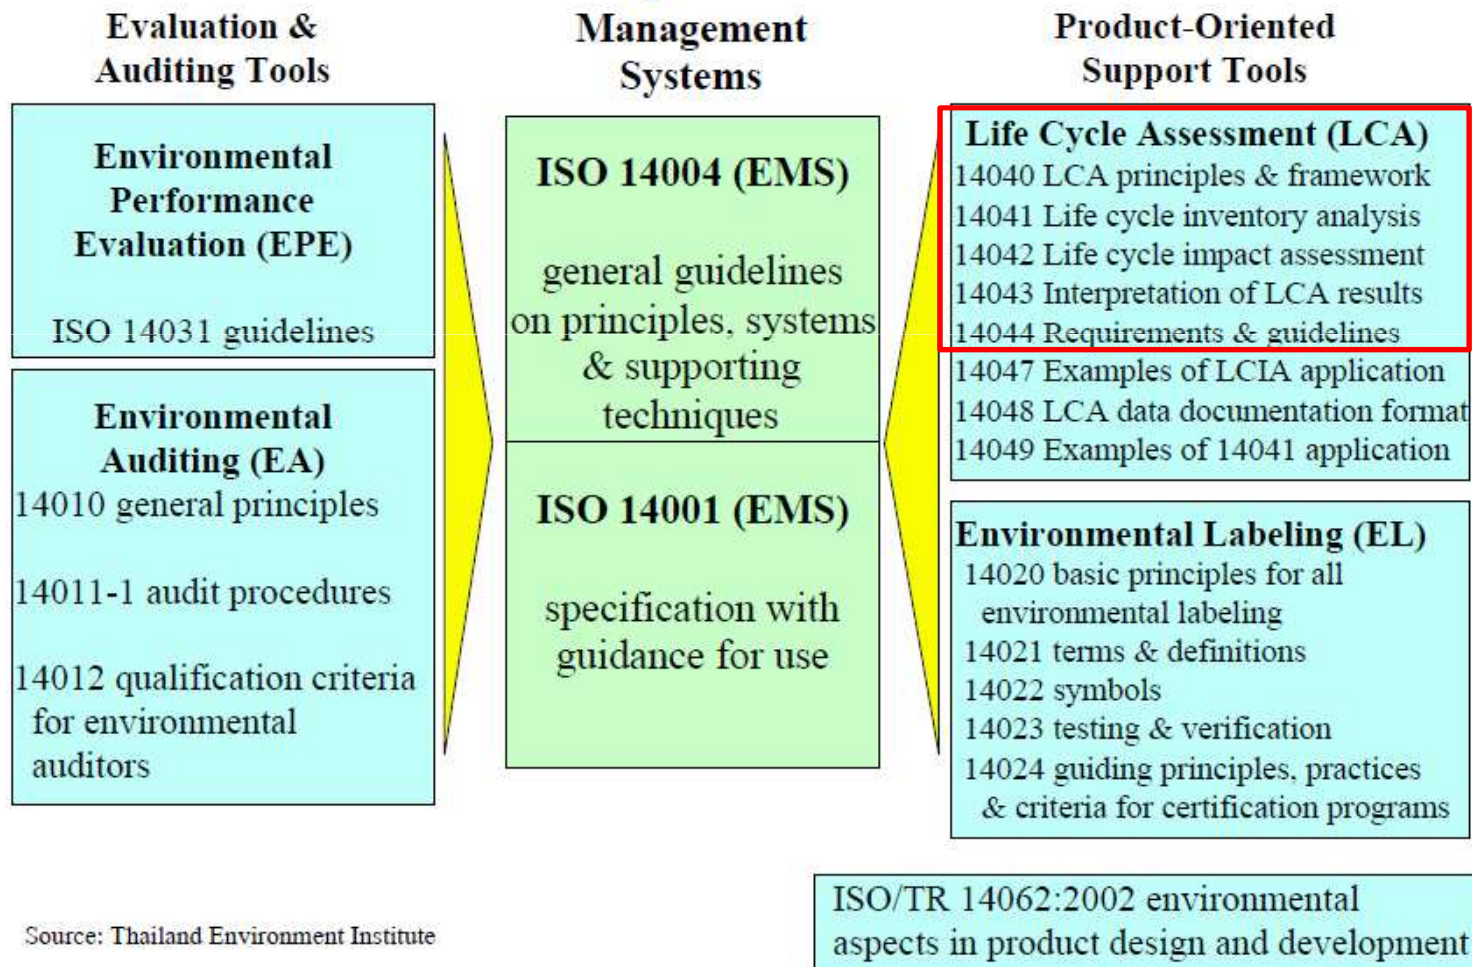 Evaluation &
Auditing Tools
Environmental
Performance
Evaluation (EPE)
ISO 14031 guidelines
Environmental
Auditing (EA)
14010 general principles
14011-1 audit procedures
14012 qualification criteria
for environmental
auditors
Management
Systems
ISO 14004 (EMS)
general guidelines
on principles, systems
& supporting
techniques
ISO 14001 (EMS)
specification with
guidance for use
Product-Oriented
Support Tools
Life Cycle Assessment (LCA)
14040 LCA principles & framework
14041 Life cycle inventory analysis
14042 Life cycle impact assessment
14043 Interpretation of LCA results
14044 Requirements & guidelines
14047 Examples of LCIA application
14048 LCA data documentation format
14049 Examples of 14041 application
Environmental Labeling (EL)
14020 basic principles for all
environmental labeling
14021 terms & definitions
14022 symbols
14023 testing & verification
14024 guiding principles, practices
& criteria for certification programs
ISO/TR 14062:2002 environmental
aspects in product design and development
Source: Thailand Environment Institute